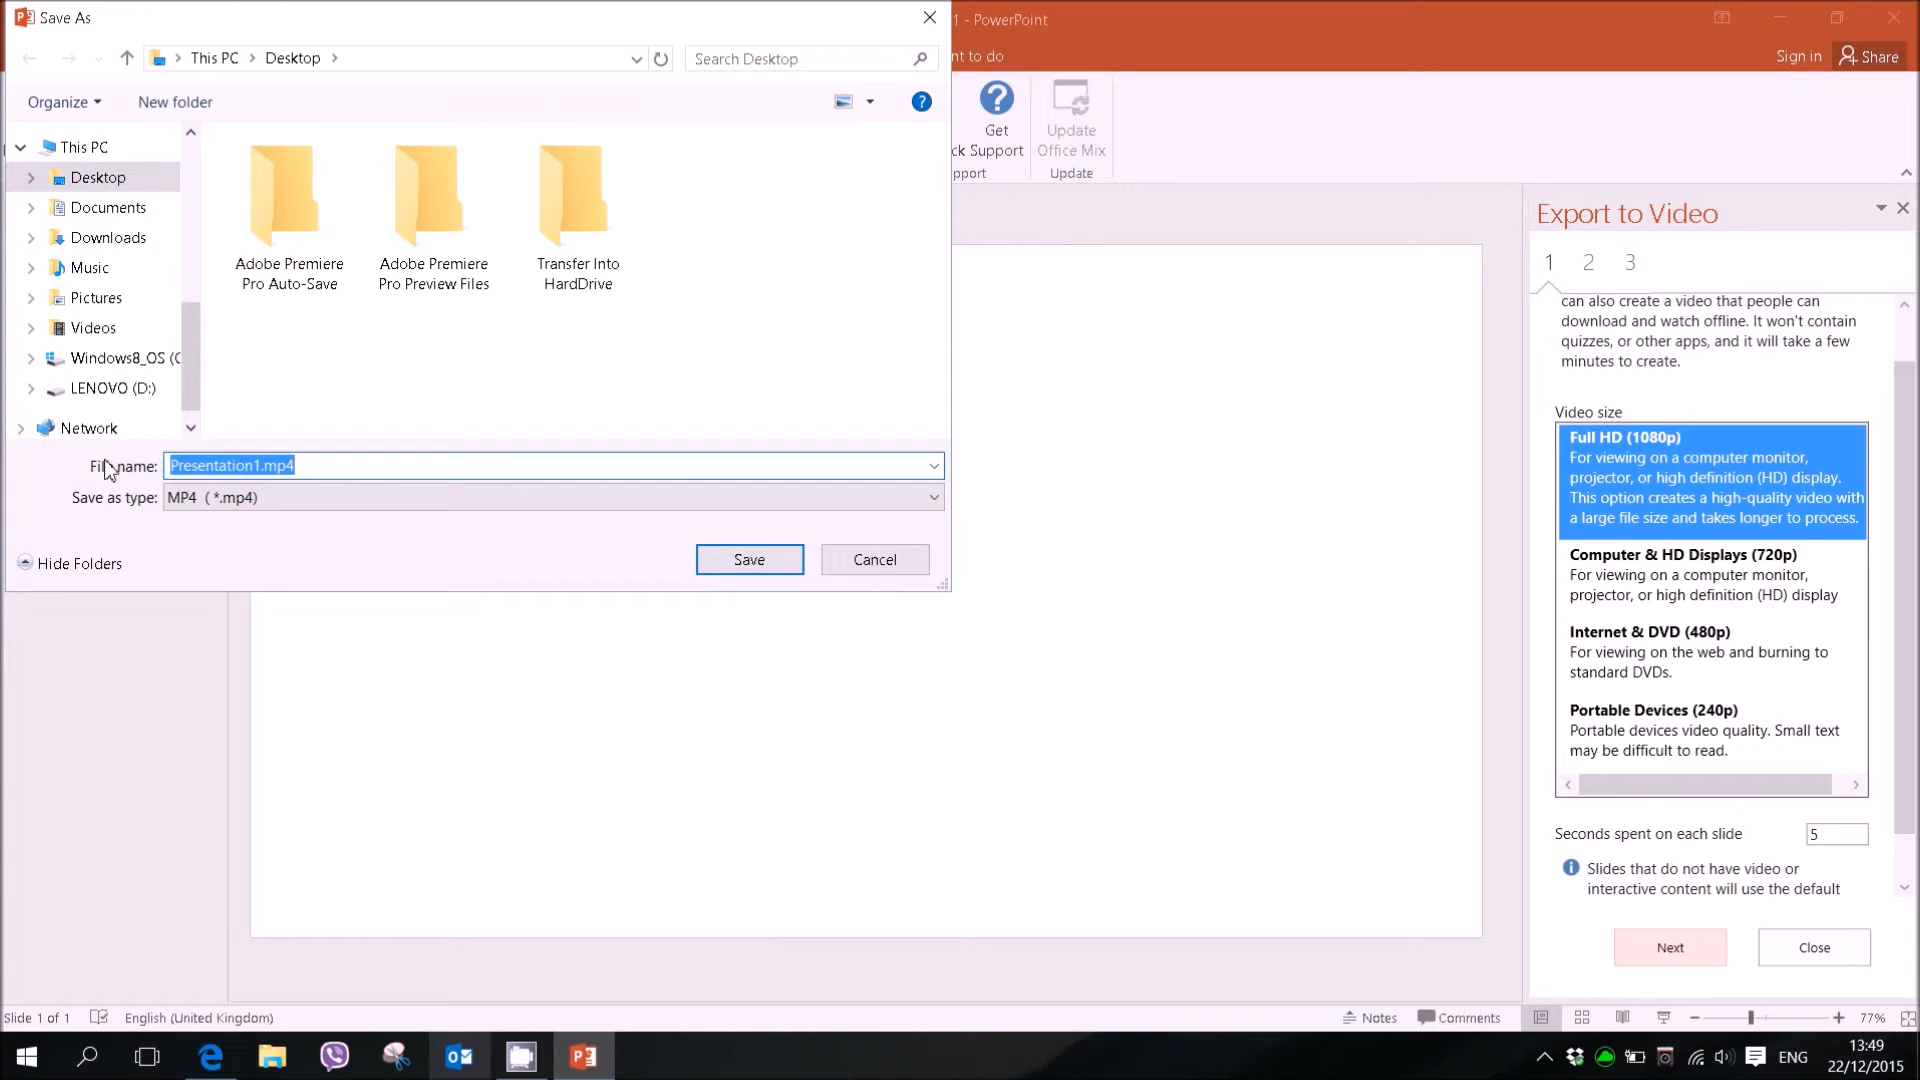 Save As
1 - PowerPoint
This PC
Desktop
Search Desktop
nt to do
Sign in
Share
Organize
New folder
Get
ck Support
pport
Update
Office Mix
Update
This PC
Desktop
Documents
Downloads
Music
Pictures
Videos
Windows8_OS (C
LENOVO (D:)
Network
Adobe Premiere
Pro Auto-Save
Adobe Premiere
Pro Preview Files
Transfer Into
HardDrive
File name:
Presentation1.mp4
Save as type:
MP4 ( *.mp4)
Hide Folders
Save
Cancel
Export to Video
1
2
3
can also create a video that people can
download and watch offline. It won't contain
quizzes, or other apps, and it will take a few
minutes to create.
Video size
Full HD (1080p)
For viewing on a computer monitor,
projector, or high definition (HD) display.
This option creates a high-quality video with
a large file size and takes longer to process.
Computer & HD Displays (720p)
For viewing on a computer monitor,
projector, or high definition (HD) display
Internet & DVD (480p)
For viewing on the web and burning to
standard DVDs.
Portable Devices (240p)
Portable devices video quality. Small text
may be difficult to read.
Seconds spent on each slide
5
Slides that do not have video or
interactive content will use the default
Next
Close
Slide 1 of 1
English (United Kingdom)
Notes
Comments
77%
ENG
13:49
22/12/2015